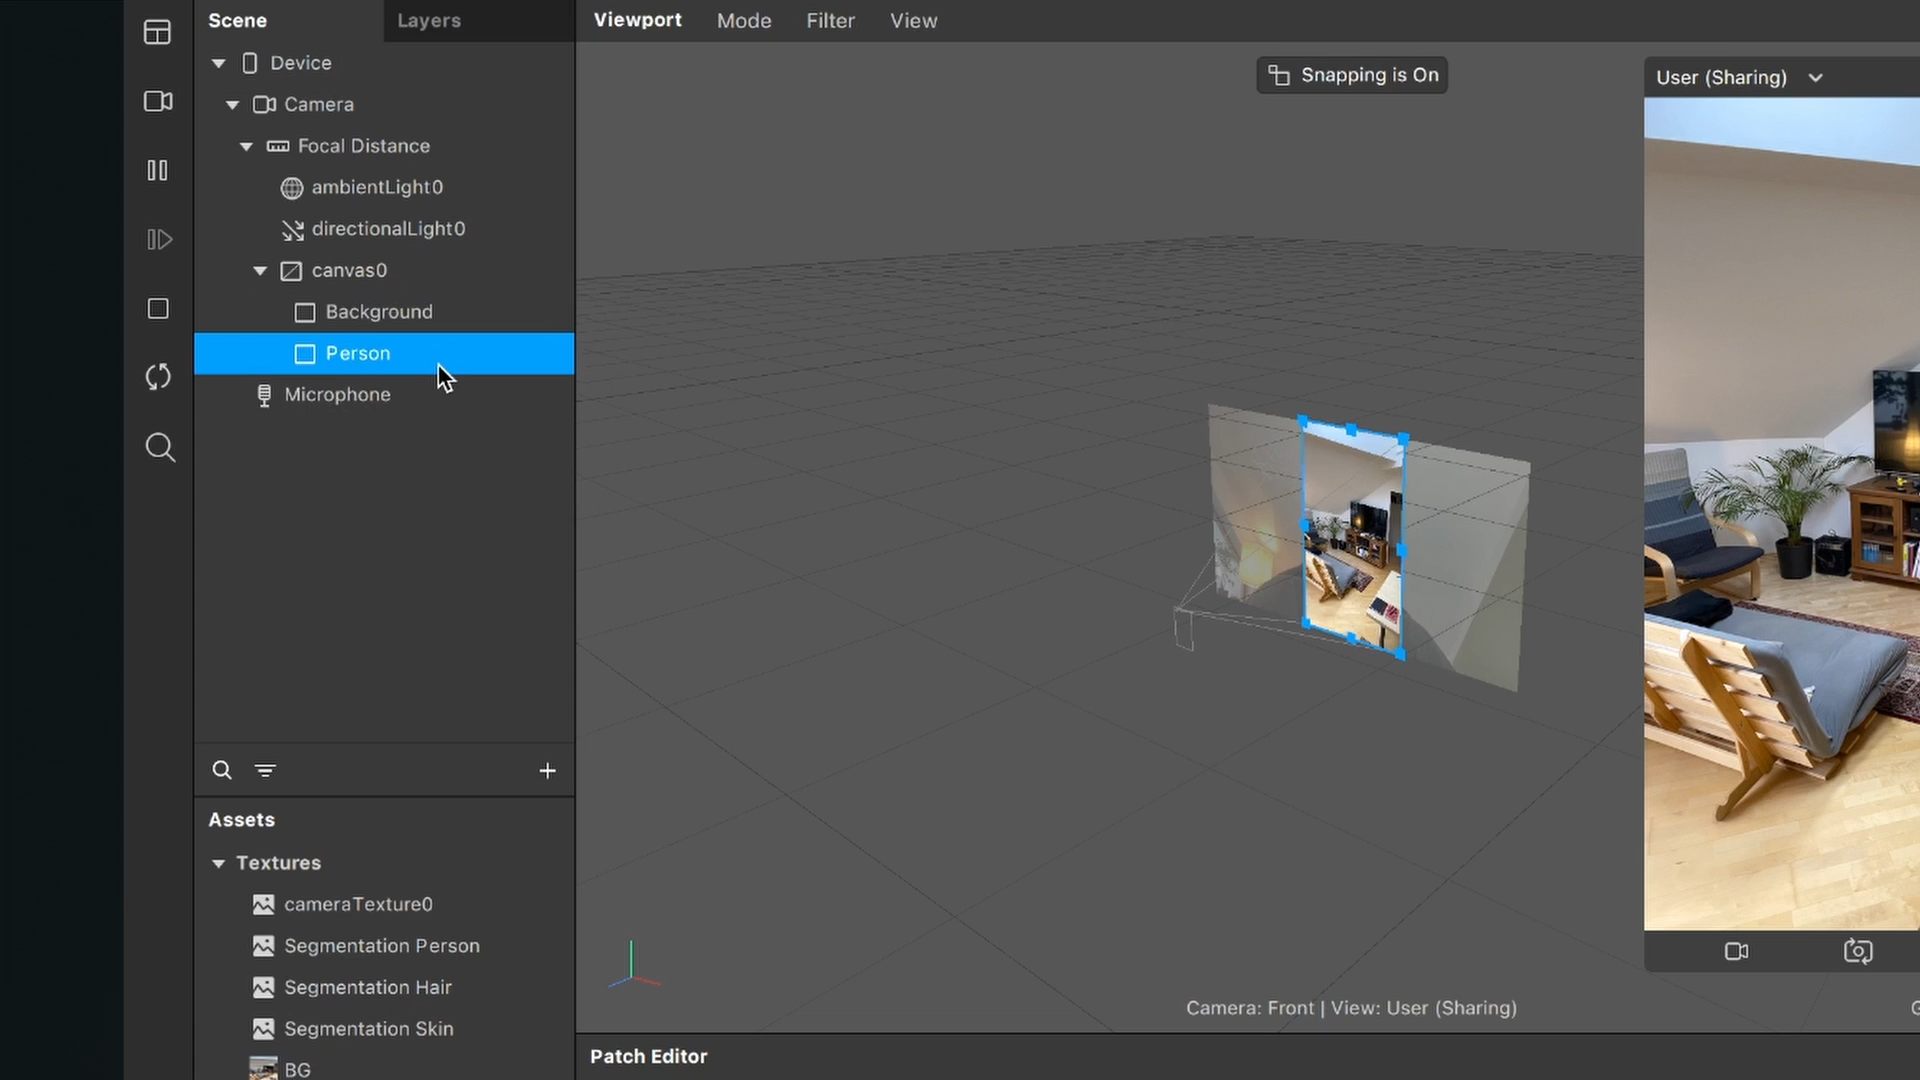 Scene
Layers
Device
Camera
Focal Distance
ambientLight0
directionalLight0
canvas0
Background
Person
Microphone
Assets
Textures
cameraTexture0
Segmentation Person
Segmentation Hair
Segmentation Skin
BG
Viewport
Mode
Filter
View
Snapping is On
User (Sharing)
Camera: Front | View: User (Sharing)
Patch Editor